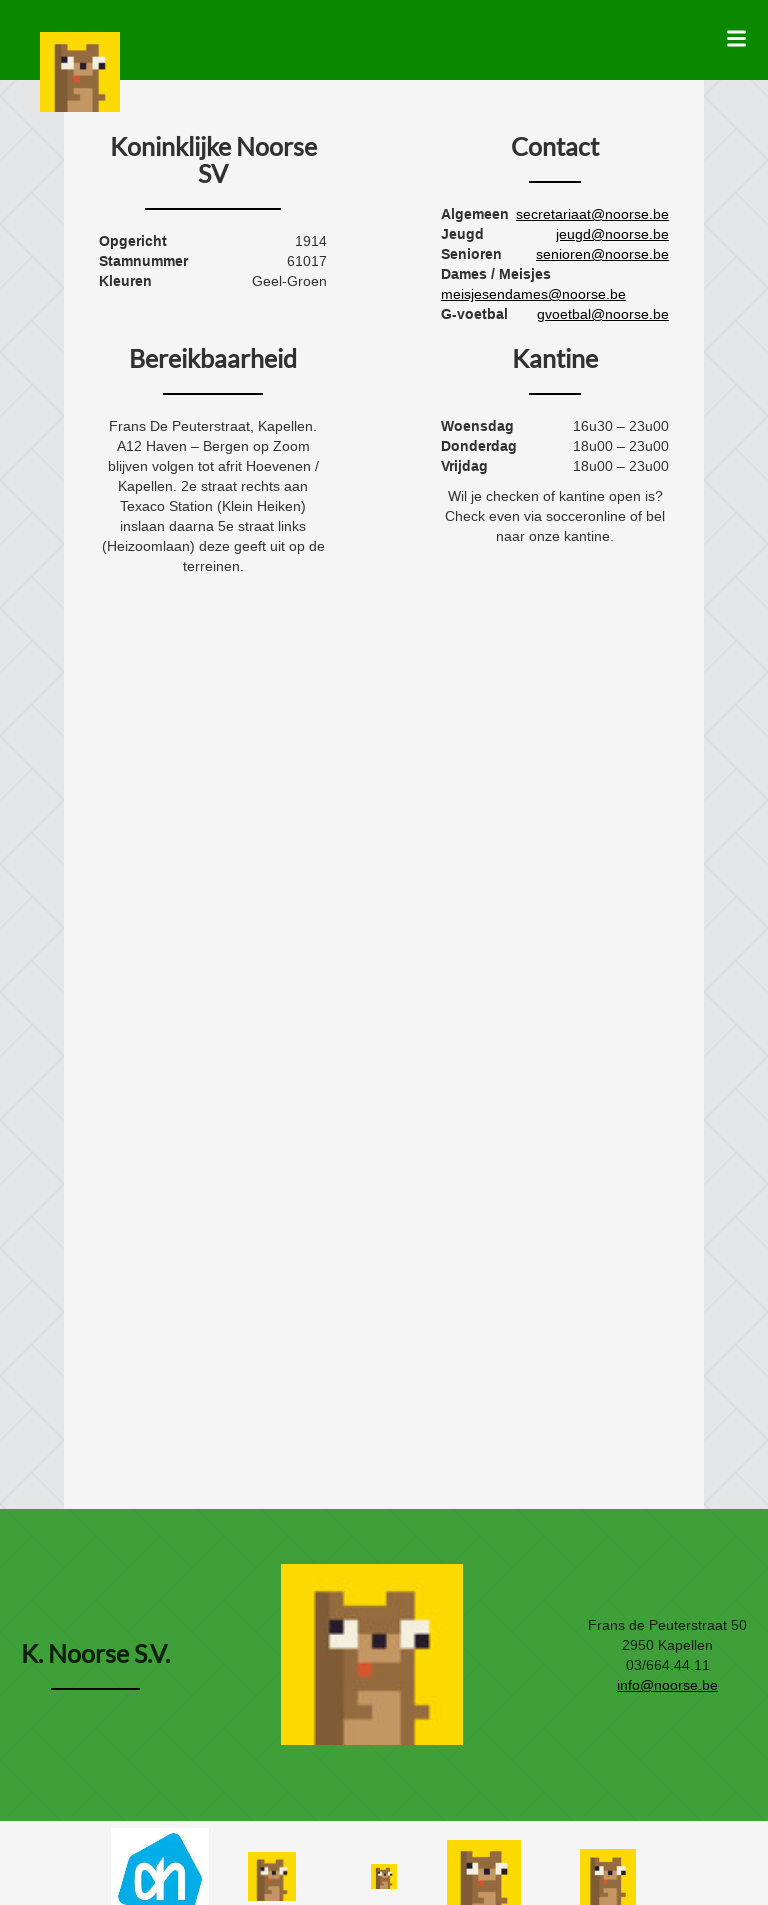 Koninklijke Noorse
SV
Opgericht 1914
Stamnummer 61017
Kleuren Geel-Groen
Contact
Algemeen secretariaat@noorse.be
Jeugd jeugd@noorse.be
Senioren senioren@noorse.be
Dames / Meisjes
meisjesendames@noorse.be
G-voetbal gvoetbal@noorse.be
Bereikbaarheid
Frans De Peuterstraat, Kapellen.
A12 Haven – Bergen op Zoom
blijven volgen tot afrit Hoevenen /
Kapellen. 2e straat rechts aan
Texaco Station (Klein Heiken)
inslaan daarna 5e straat links
(Heizoomlaan) deze geeft uit op de
terreinen.
Kantine
Woensdag 16u30 – 23u00
Donderdag 18u00 – 23u00
Vrijdag 18u00 – 23u00
Wil je checken of kantine open is?
Check even via socceronline of bel
naar onze kantine.
K. Noorse S.V.
Frans de Peuterstraat 50
2950 Kapellen
03/664.44.11
info@noorse.be
ah